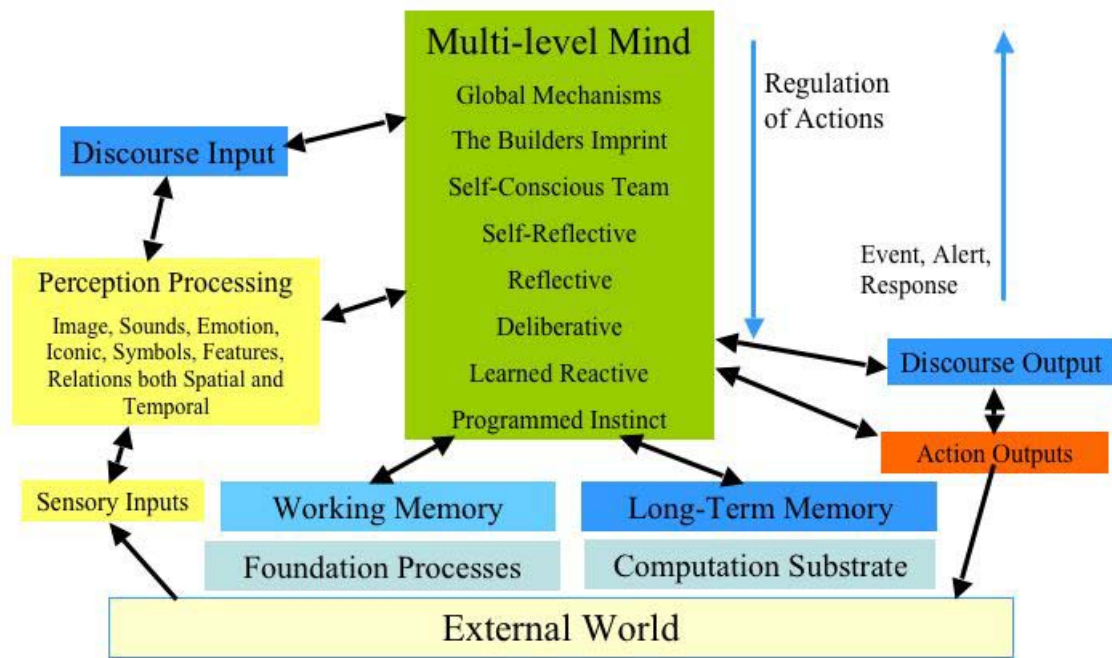 Multi-level Mind
Global Mechanisms
The Builders Imprint
Self-Conscious Team
Self-Reflective
Reflective
Deliberative
Learned Reactive
Programmed Instinct
Regulation
of Actions
Event, Alert,
Response
Discourse Input
Perception Processing
Image, Sounds, Emotion,
Iconic, Symbols, Features,
Relations both Spatial and
Temporal
Sensory Inputs
Discourse Output
Action Outputs
Working Memory
Long-Term Memory
Foundation Processes
Computation Substrate
External World